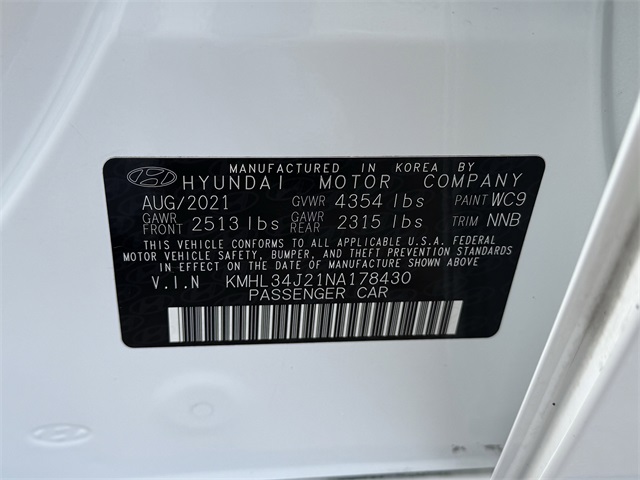 MANUFACTURED IN KOREA BY
HYUNDAI MOTOR COMPANY
AUG/2021 GVWR 4354 lbs PAINT WC9
GAWR FRONT 2513 lbs GAWR REAR 2315 lbs TRIM NNB
THIS VEHICLE CONFORMS TO ALL APPLICABLE U.S.A. FEDERAL
MOTOR VEHICLE SAFETY, BUMPER, AND THEFT PREVENTION STANDARDS
IN EFFECT ON THE DATE OF MANUFACTURE SHOWN ABOVE.
V.I.N KMHL34J21NA178430
PASSENGER CAR